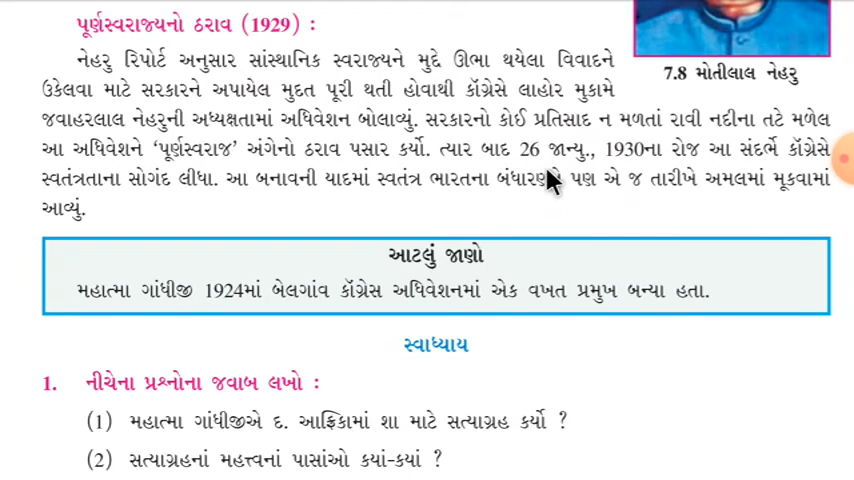 પૂર્ણસ્વરાજ્યનો ઠરાવ (1929) :
નેહરુ રિપોર્ટ અનુસાર સાંસ્થાનિક સ્વરાજ્યને મુદ્દે ઊભા થયેલા વિવાદને
ઉકેલવા માટે સરકારને અપાયેલ મુદત પૂરી થતી હોવાથી કૉંગ્રેસે લાહોર મુકામે
7.8 મોતીલાલ નેહરુ
જવાહરલાલ નેહરુની અધ્યક્ષતામાં અધિવેશન બોલાવ્યું. સરકારનો કોઈ પ્રતિસાદ ન મળતાં રાવી નદીના તટે મળેલ
આ અધિવેશને ‘પૂર્ણસ્વરાજ’ અંગેનો ઠરાવ પસાર કર્યો. ત્યાર બાદ 26 જાન્યુ., 1930ના રોજ આ સંદર્ભે કૉંગ્રેસે
સ્વતંત્રતાના સોગંદ લીધા. આ બનાવની યાદમાં સ્વતંત્ર ભારતના પણ એ જ તારીખે અમલમાં મૂકવામાં
આવ્યું.
આટલું જાણો
મહાત્મા ગાંધીજી 1924માં બેલગાંવ કૉંગ્રેસ અધિવેશનમાં એક વખત પ્રમુખ બન્યા હતા.
સ્વાધ્યાય
1. નીચેના પ્રશ્નોના જવાબ લખો :
(1) મહાત્મા ગાંધીજીએ દ. આફ્રિકામાં શા માટે સત્યાગ્રહ કર્યો ?
(2) સત્યાગ્રહનાં મહત્ત્વનાં પાસાંઓ કયાં-કયાં ?